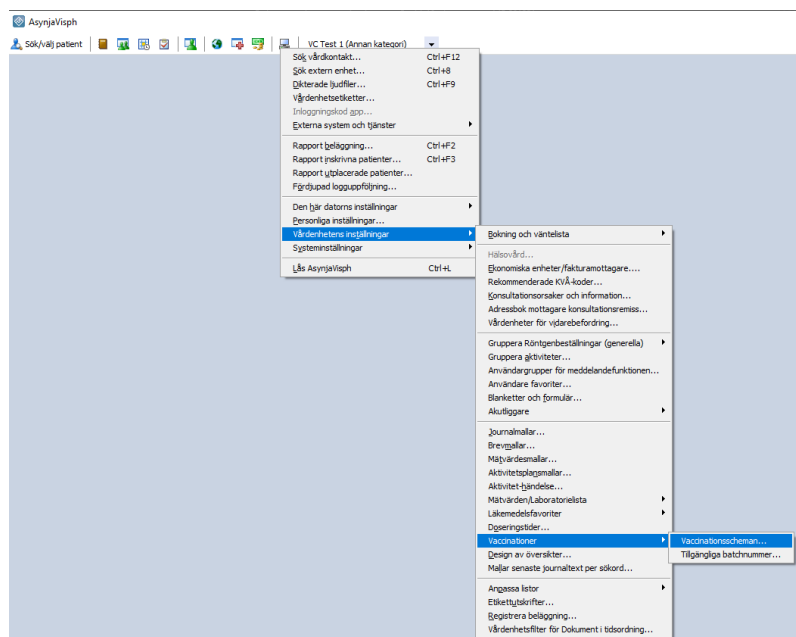 AsynjaVisph
Sök/välj patient
VC Test 1 (Annan kategori)
Sök vårdkontakt... Ctrl+F12
Sök extern enhet... Ctrl+8
Dikterade ljudfiler... Ctrl+F9
Vårdenhetsetiketter...
Inloggningskod app...
Externa system och tjänster
Rapport beläggning... Ctrl+F2
Rapport inskrivna patienter... Ctrl+F3
Rapport utplacerade patienter...
Fördjupad logguppföljning...
Den här datorns inställningar
Personliga inställningar...
Vårdenhetens inställningar
Systeminställningar
Lås AsynjaVisph Ctrl+L
Bokning och väntelista
Hälsovård...
Ekonomiska enheter/fakturamottagare....
Rekommenderade KVÅ-koder...
Konsultationsorsaker och information...
Adressbok mottagare konsultationsremiss...
Vårdenheter för vidarebefordring...
Gruppera Röntgenbeställningar (generella)
Gruppera aktiviteter...
Användargrupper för meddelandefunktionen...
Användare favoriter...
Blanketter och formulär...
Akutliggare
Journalmallar...
Brevmallar...
Mätvärdesmallar...
Aktivitetsplansmallar...
Aktivitet-händelse...
Mätvärden/Laboratorielista
Läkemedelsfavoriter
Doseringstider...
Vaccinationer
Vaccinationsscheman...
Design av översikter...
Tillgängliga batchnummer...
Mallar senaste journaltext per sökord...
Anpassa listor
Etikettutskrifter...
Registrera beläggning...
Vårdenhetsfilter för Dokument i tidsordning...